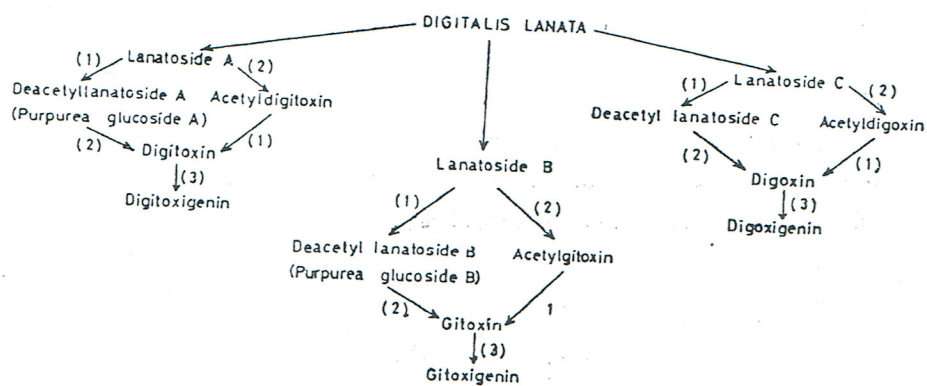 DIGITALIS LANATA
(1) Lanatoside A (2)
Deacetyllanatoside A Acetyldigitoxin
(Purpurea glucoside A)
(2) Digitoxin (1)
(3)
Digitoxigenin
Lanatoside B
(1) (2)
Deacetyl lanatoside B Acetylgitoxin
(Purpurea glucoside B)
(2) Gitoxin 1
(3)
Gitoxigenin
(1) Lanatoside C (2)
Deacetyl lanatoside C Acetyldigoxin
(2) (1)
Digoxin
(3)
Digoxigenin